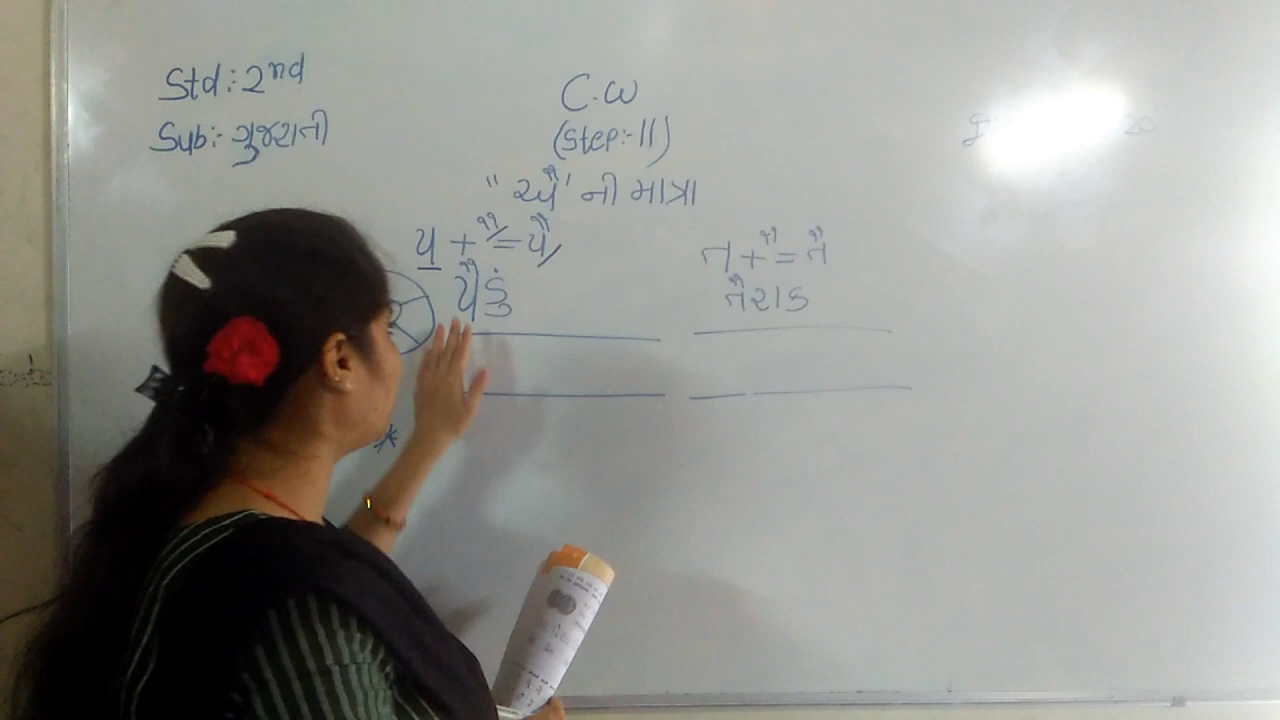 Std:- 2nd
Sub:- ગુજરાતી
C.W
(Step:-11)
"ઐ" ની માત્રા
પ + ૈ = પૈ
પૈડું
ત + ૈ = તૈ
તૈરાક